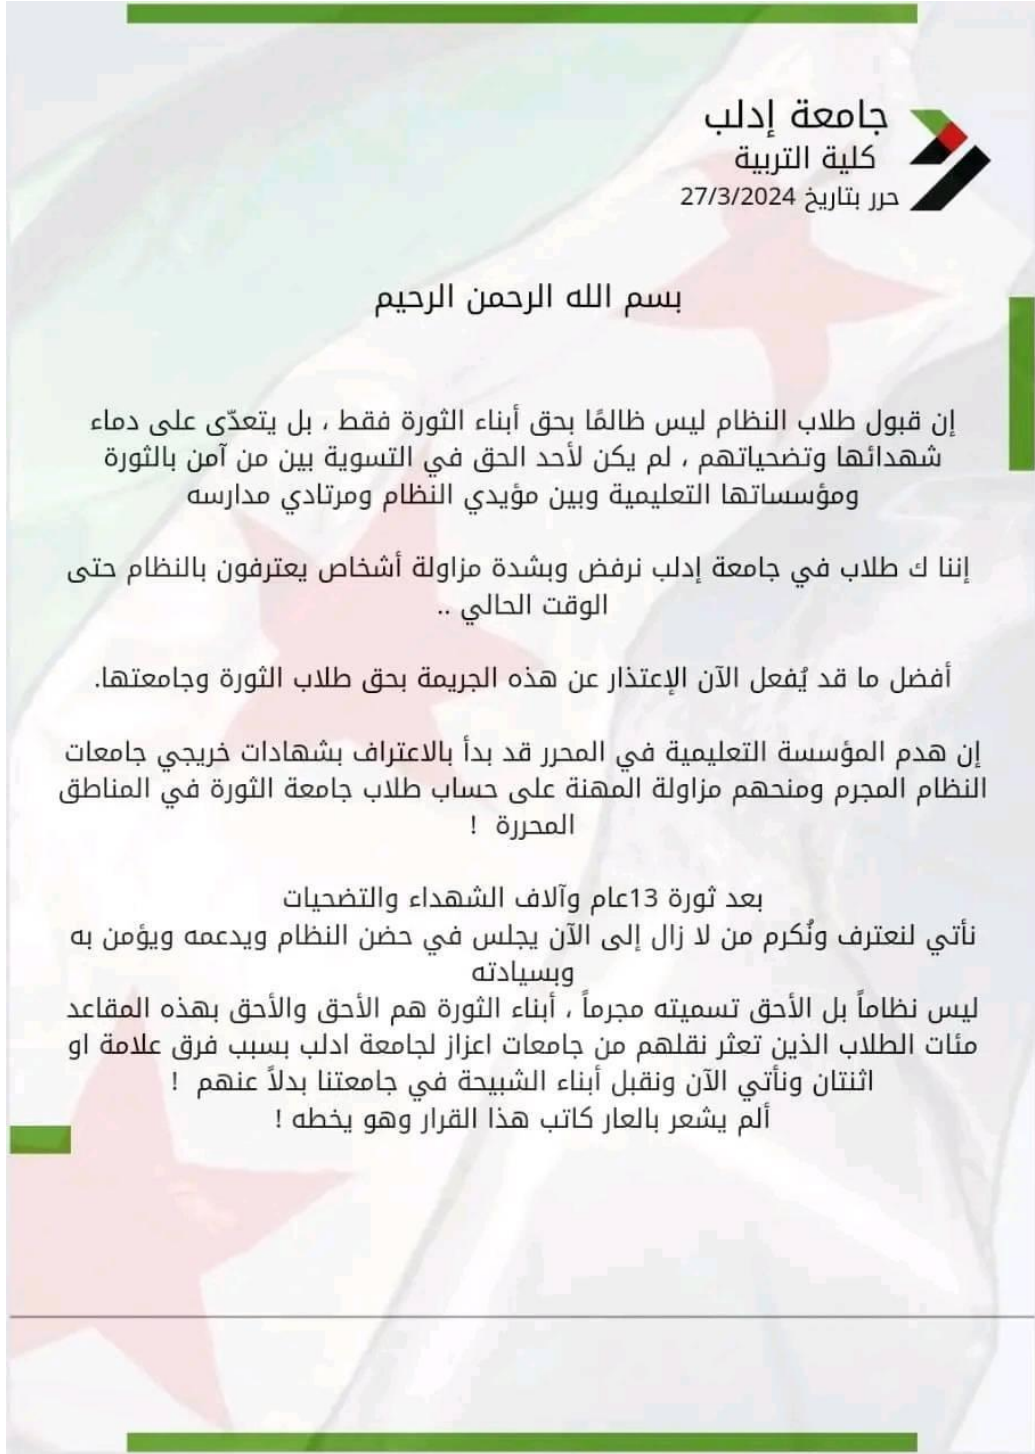 جامعة إدلب
كلية التربية
حرر بتاريخ 27/3/2024
بسم الله الرحمن الرحيم
إن قبول طلاب النظام ليس ظالمًا بحق أبناء الثورة فقط ، بل يتعدّى على دماء
شهدائها وتضحياتهم ، لم يكن لأحد الحق في التسوية بين من آمن بالثورة
ومؤسساتها التعليمية وبين مؤيدي النظام ومرتادي مدارسه
إننا ك طلاب في جامعة إدلب نرفض وبشدة مزاولة أشخاص يعترفون بالنظام حتى
الوقت الحالي ..
أفضل ما قد يُفعل الآن الإعتذار عن هذه الجريمة بحق طلاب الثورة وجامعتها.
إن هدم المؤسسة التعليمية في المحرر قد بدأ بالاعتراف بشهادات خريجي جامعات
النظام المجرم ومنحهم مزاولة المهنة على حساب طلاب جامعة الثورة في المناطق
المحررة !
بعد ثورة 13عام وآلاف الشهداء والتضحيات
نأتي لنعترف ونُكرم من لا زال إلى الآن يجلس في حضن النظام ويدعمه ويؤمن به
وبسيادته
ليس نظاماً بل الأحق تسميته مجرماً ، أبناء الثورة هم الأحق والأحق بهذه المقاعد
مئات الطلاب الذين تعثر نقلهم من جامعات اعزاز لجامعة ادلب بسبب فرق علامة او
اثنتان ونأتي الآن ونقبل أبناء الشبيحة في جامعتنا بدلاً عنهم !
ألم يشعر بالعار كاتب هذا القرار وهو يخطه !